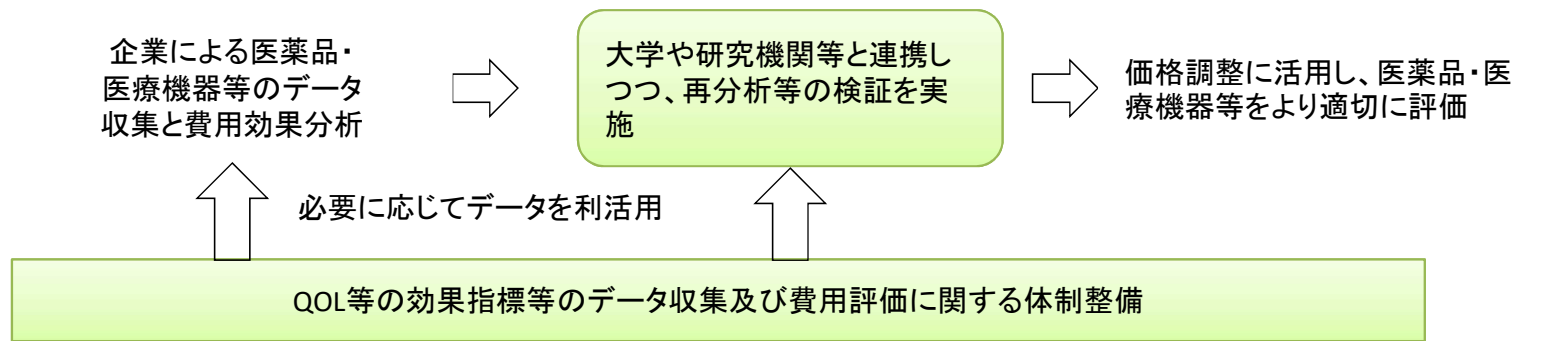 企業による医薬品・
医療機器等のデータ
収集と費用効果分析
大学や研究機関等と連携し
つつ、再分析等の検証を実
施
価格調整に活用し、医薬品・医
療機器等をより適切に評価
必要に応じてデータを利活用
QOL等の効果指標等のデータ収集及び費用評価に関する体制整備